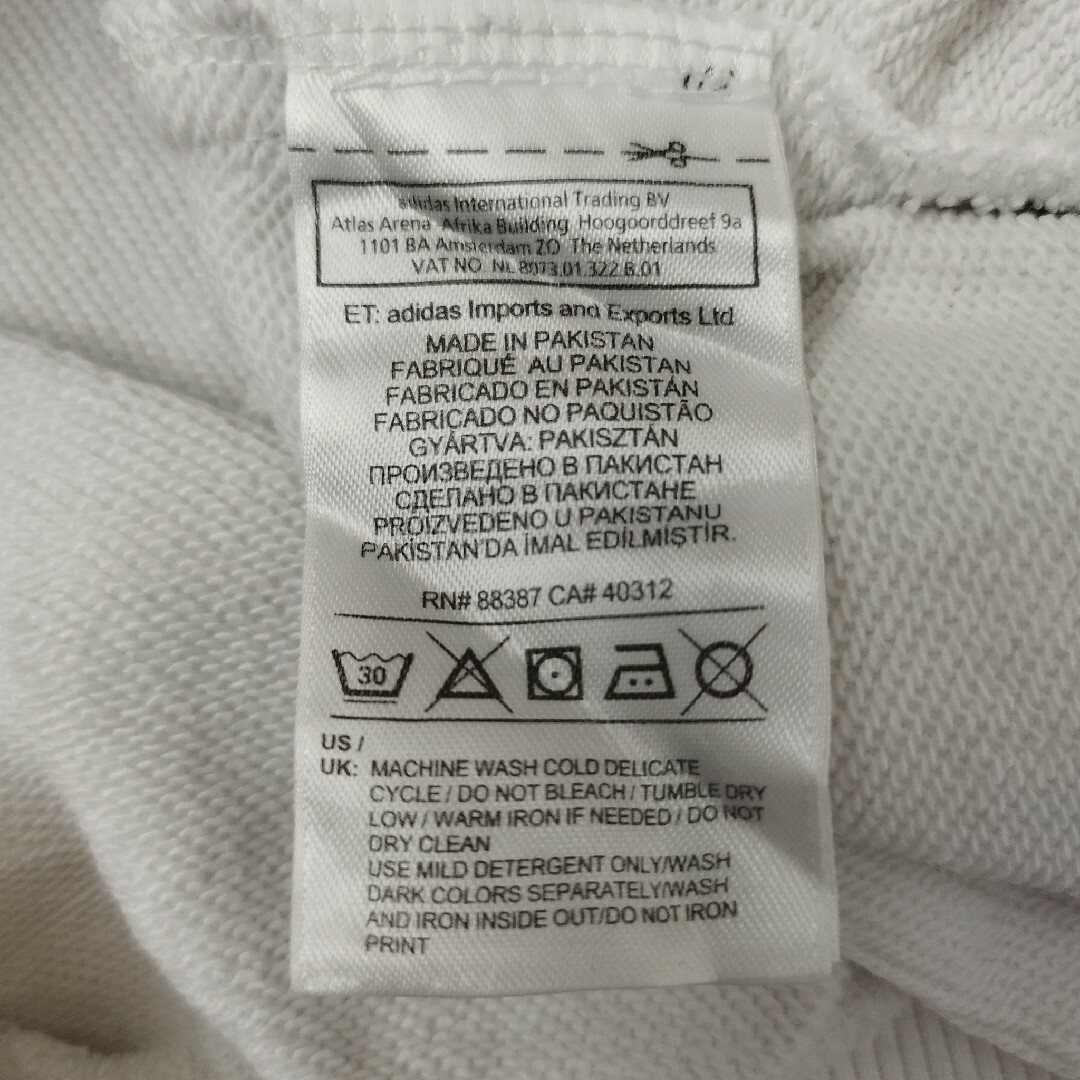 adidas International Trading BV
Atlas Arena Afrika Building Hoogoorddreef 9a
1101 BA Amsterdam ZO The Netherlands
VAT NO. NL 8073.01.322.B.01
ET: adidas Imports and Exports Ltd
MADE IN PAKISTAN
FABRIQUÉ AU PAKISTAN
FABRICADO EN PAKISTÁN
FABRICADO NO PAQUISTÃO
GYÁRTVA: PAKISZTÁN
ПРОИЗВЕДЕНО В ПАКИСТАН
СДЕЛАНО В ПАКИСТАНЕ
PROIZVEDENO U PAKISTANU
PAKİSTAN'DA İMAL EDİLMİŞTİR.
RN# 88387 CA# 40312
30
US /
UK: MACHINE WASH COLD DELICATE
CYCLE / DO NOT BLEACH / TUMBLE DRY
LOW / WARM IRON IF NEEDED / DO NOT
DRY CLEAN
USE MILD DETERGENT ONLY/WASH
DARK COLORS SEPARATELY/WASH
AND IRON INSIDE OUT/DO NOT IRON
PRINT